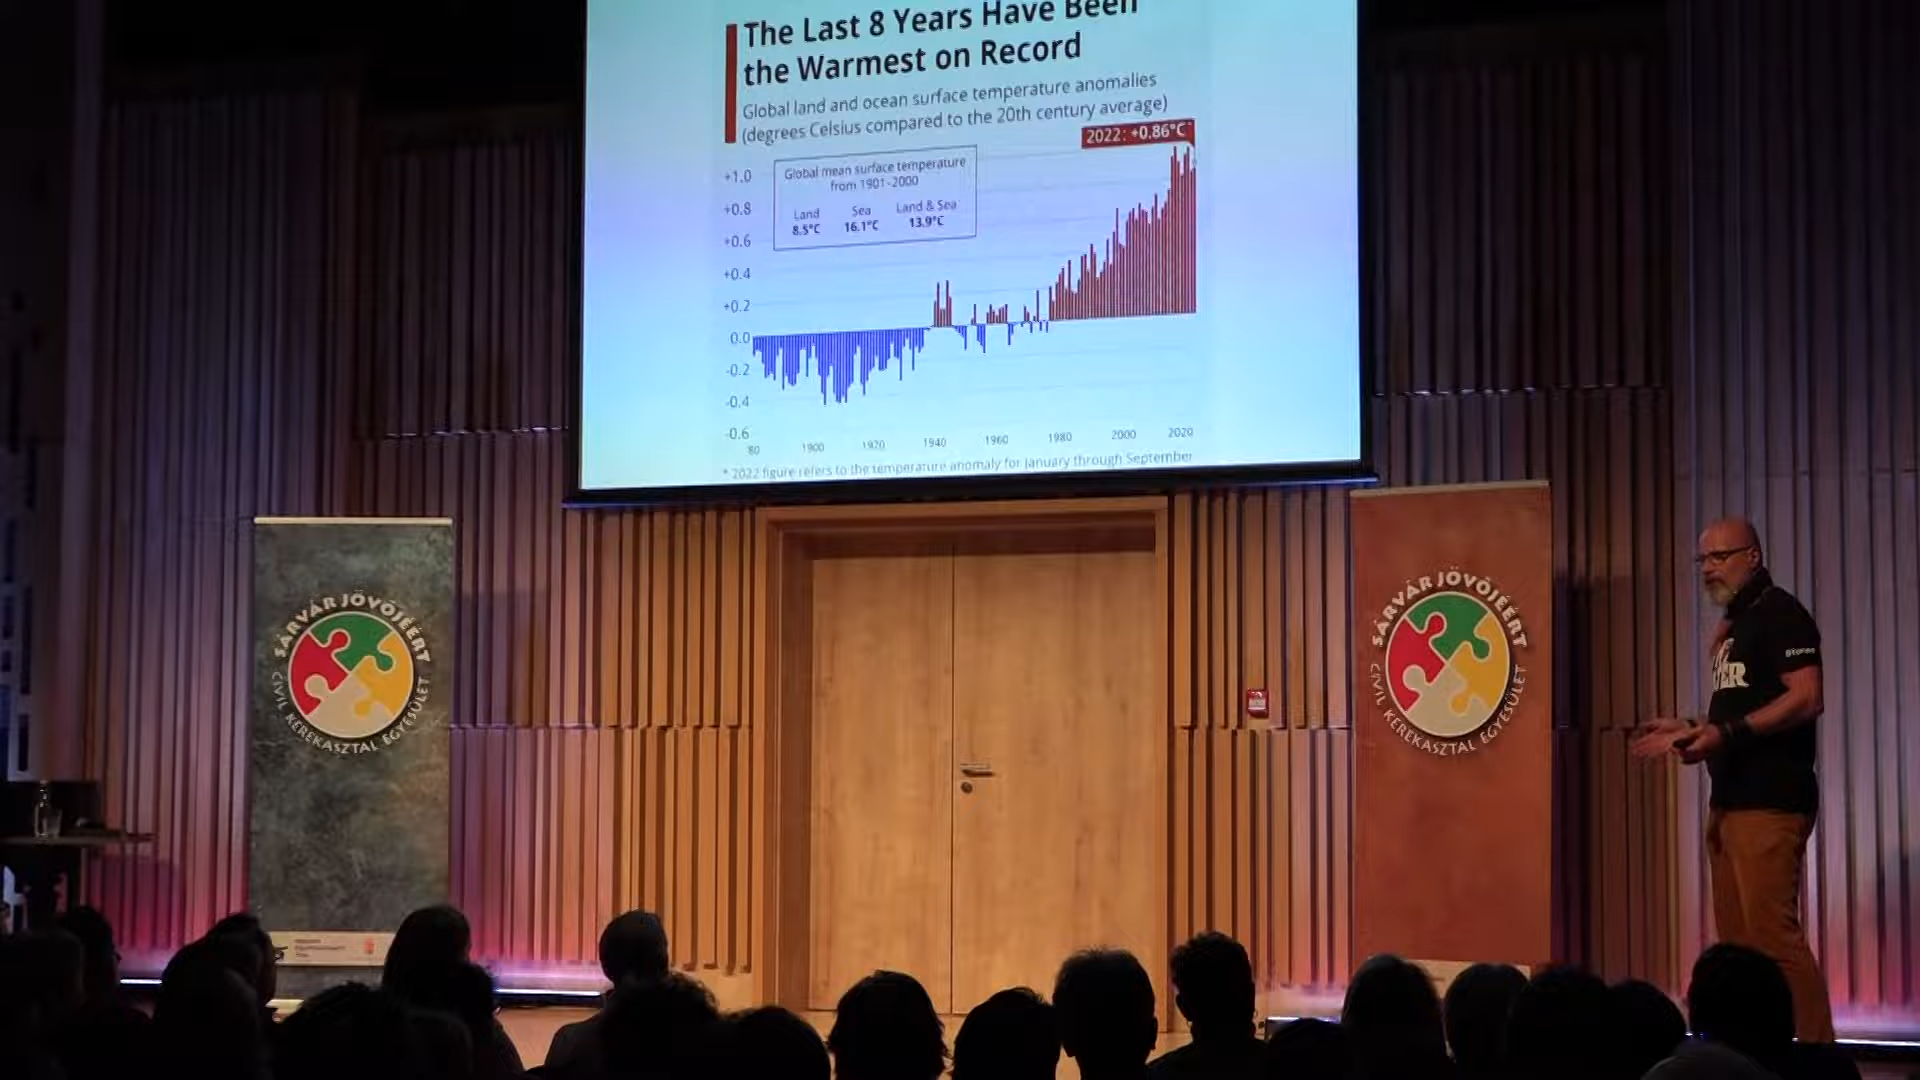 The Last 8 Years Have Been
the Warmest on Record
Global land and ocean surface temperature anomalies
(degrees Celsius compared to the 20th century average)
2022: +0.86°C*
Global mean surface temperature
from 1901-2000
Land Sea Land & Sea
8.5°C 16.1°C 13.9°C
+1.0
+0.8
+0.6
+0.4
+0.2
0.0
-0.2
-0.4
-0.6
'80 1900 1920 1940 1960 1980 2000 2020
* 2022 figure refers to the temperature anomaly for January through September
SÁRVÁR JÖVŐJÉÉRT
CIVIL KEREKASZTAL EGYESÜLET
SÁRVÁR JÖVŐJÉÉRT
CIVIL KEREKASZTAL EGYESÜLET